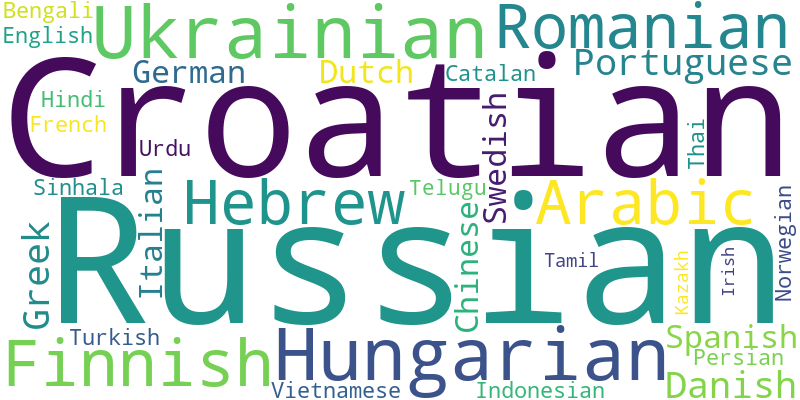 Bengali
English
Ukrainian
Romanian
German
Dutch
Catalan
Portuguese
Croatian
Hindi
French
Urdu
Swedish
Thai
Sinhala
Italian
Hebrew
Telugu
Arabic
Greek
Russian
Chinese
Tamil
Kazakh
Irish
Norwegian
Turkish
Finnish
Hungarian
Spanish
Persian
Vietnamese
Indonesian
Danish